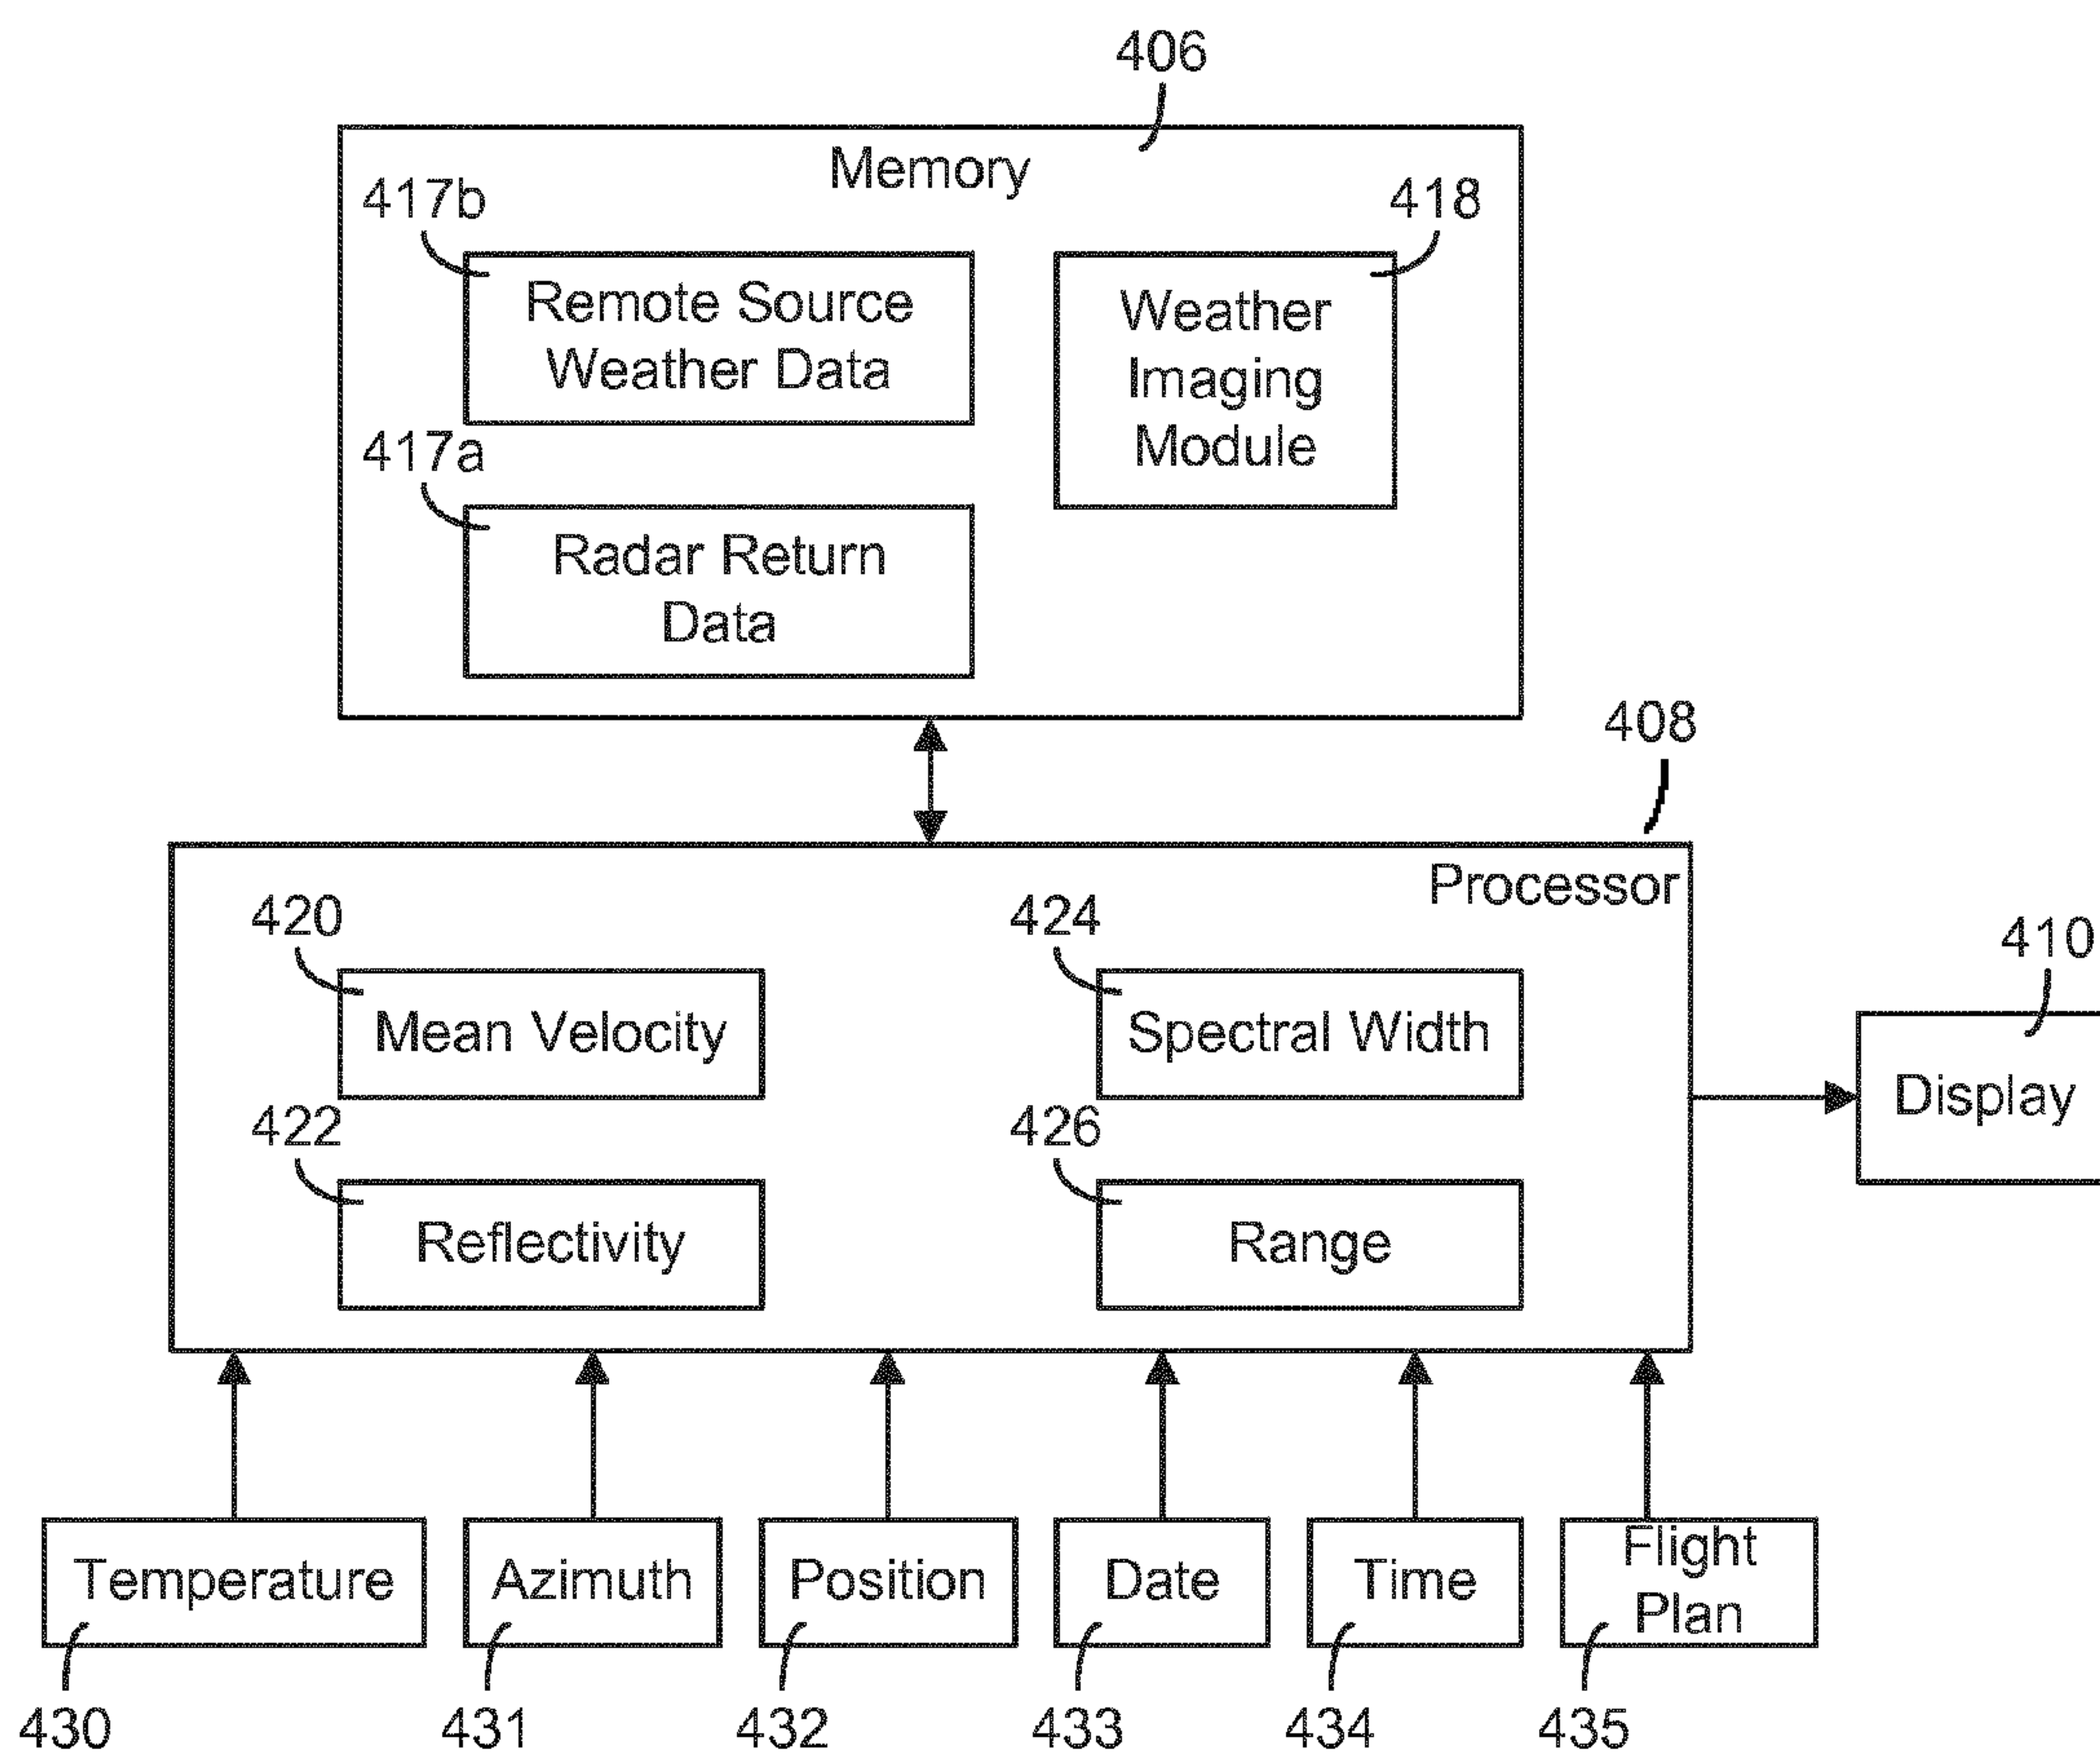 406
Memory
417b
418
Remote Source
Weather Data
Weather
Imaging
Module
417a
Radar Return
Data
408
Processor
420
424
410
Mean Velocity
Spectral Width
Display
422
426
Reflectivity
Range
Temperature
Azimuth
Position
Date
Time
Flight
Plan
430
431
432
433
434
435